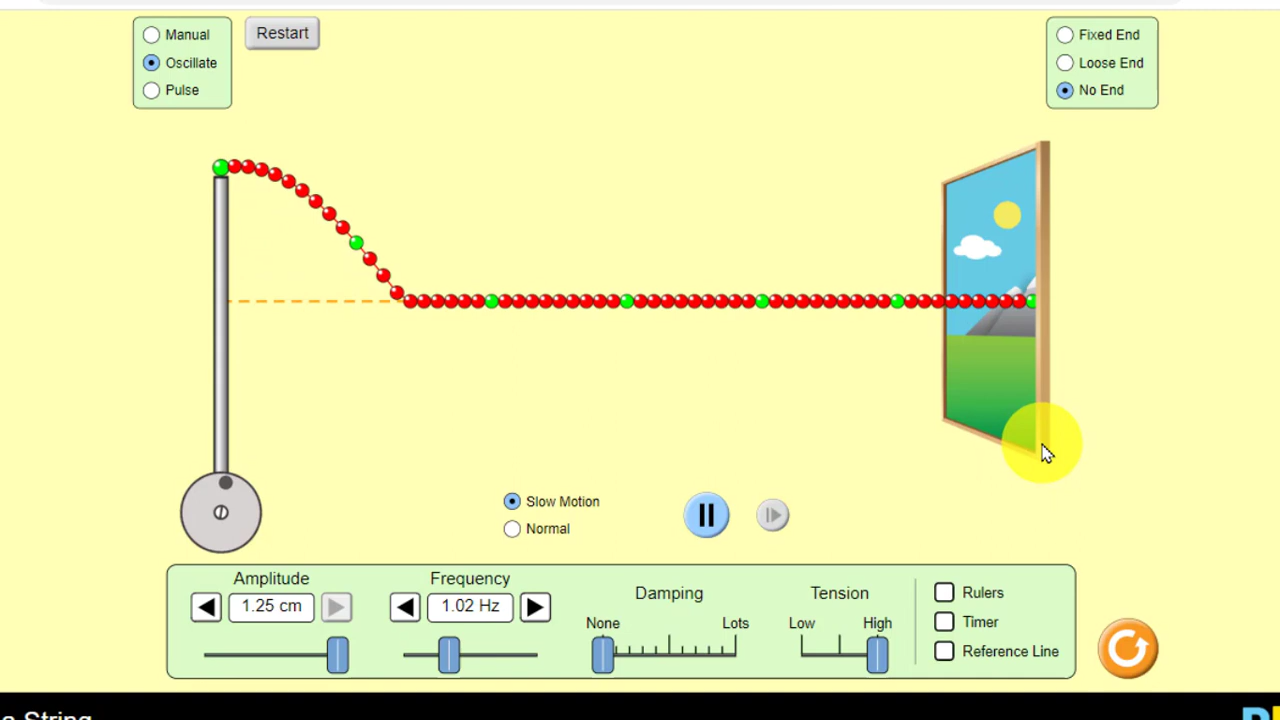 Manual
Oscillate
Pulse
Restart
Fixed End
Loose End
No End
Slow Motion
Normal
Amplitude
1.25 cm
Frequency
1.02 Hz
Damping
None
Lots
Tension
Low
High
Rulers
Timer
Reference Line
a String